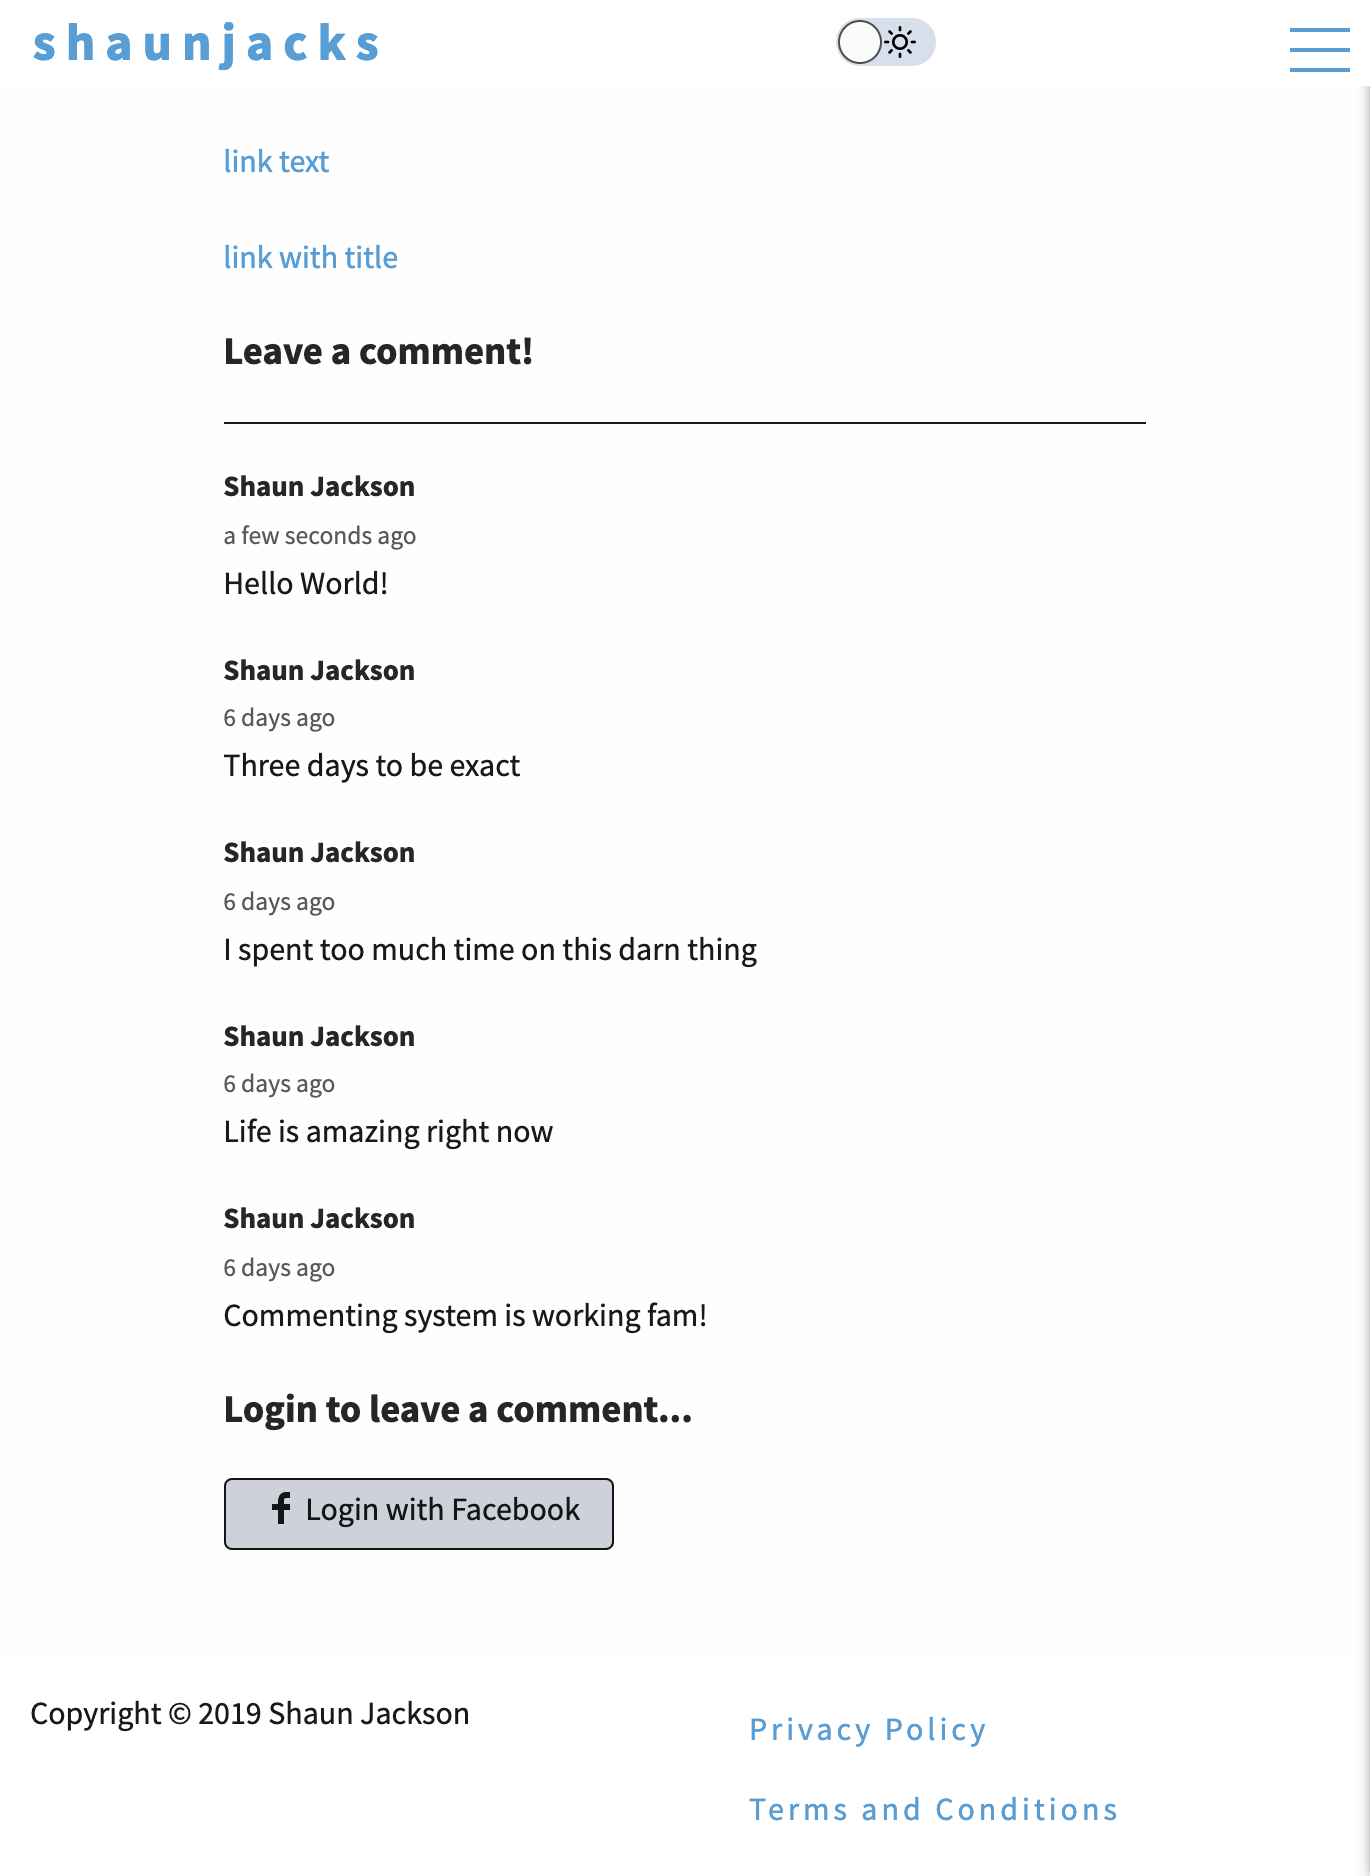 shaunjacks
link text
link with title
Leave a comment!
Shaun Jackson
a few seconds ago
Hello World!
Shaun Jackson
6 days ago
Three days to be exact
Shaun Jackson
6 days ago
I spent too much time on this darn thing
Shaun Jackson
6 days ago
Life is amazing right now
Shaun Jackson
6 days ago
Commenting system is working fam!
Login to leave a comment...
Login with Facebook
Copyright © 2019 Shaun Jackson
Privacy Policy
Terms and Conditions